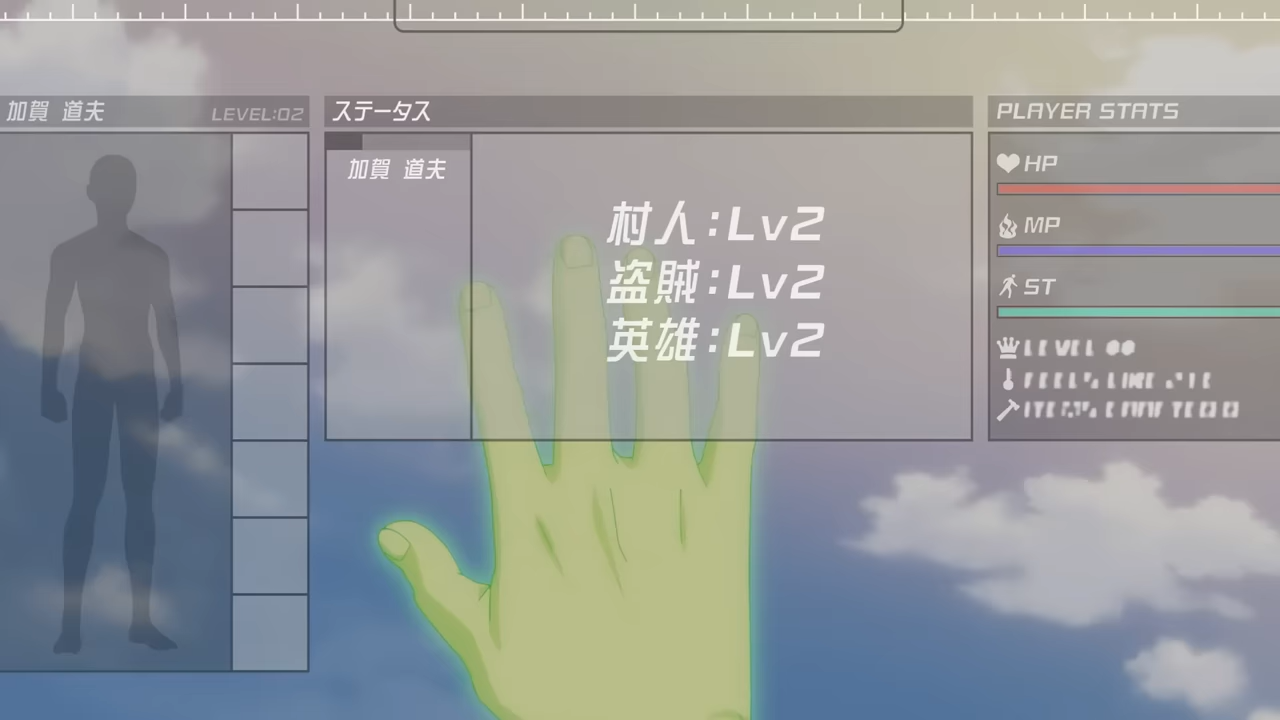 加賀 道夫
LEVEL:02
ステータス
加賀 道夫
村人:Lv2
盗賊:Lv2
英雄:Lv2
PLAYER STATS
HP
MP
ST